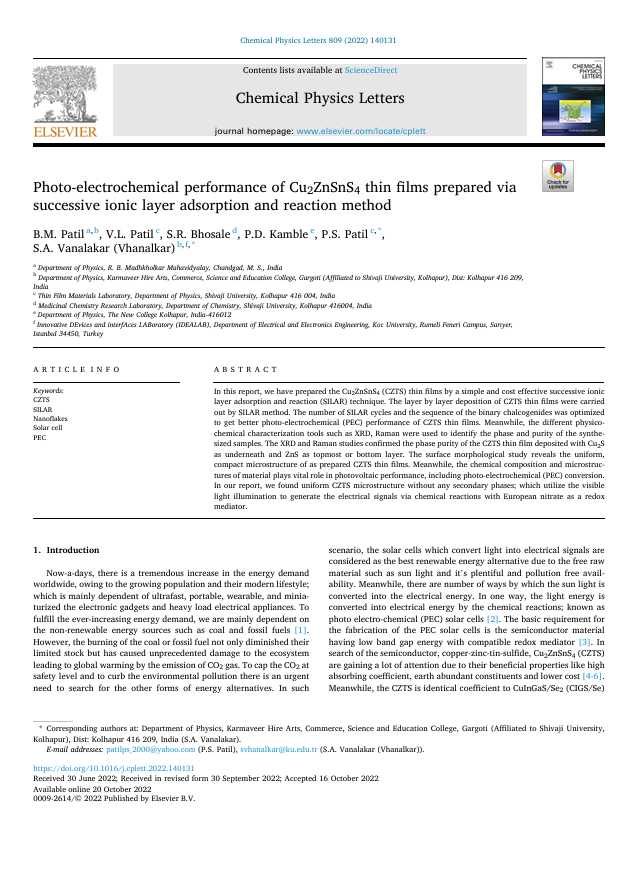 Chemical Physics Letters 809 (2022) 140131
ELSEVIER
Contents lists available at ScienceDirect
Chemical Physics Letters
journal homepage: www.elsevier.com/locate/cplett
CHEMICAL
PHYSICS
LETTERS
Check for
updates
Photo-electrochemical performance of Cu₂ZnSnS₄ thin films prepared via
successive ionic layer adsorption and reaction method
B.M. Patil a,b, V.L. Patil c, S.R. Bhosale d, P.D. Kamble e, P.S. Patil c,*,
S.A. Vanalakar (Vhanalkar) b,f,*
a Department of Physics, R. B. Madhkholkar Mahavidyalay, Chandgad, M. S., India
b Department of Physics, Karmaveer Hire Arts, Commerce, Science and Education College, Gargoti (Affiliated to Shivaji University, Kolhapur), Dist: Kolhapur 416 209,
India
c Thin Film Materials Laboratory, Department of Physics, Shivaji University, Kolhapur 416 004, India
d Medicinal Chemistry Research Laboratory, Department of Chemistry, Shivaji University, Kolhapur 416004, India
e Department of Physics, The New College Kolhapur, India-416012
f Innovative DEvices and interfAces LABoratory (IDEALAB), Department of Electrical and Electronics Engineering, Koc University, Rumeli Feneri Campus, Sarıyer,
Istanbul 34450, Turkey
ARTICLE INFO
Keywords:
CZTS
SILAR
Nanoflakes
Solar cell
PEC
ABSTRACT
In this report, we have prepared the Cu₂ZnSnS₄ (CZTS) thin films by a simple and cost effective successive ionic
layer adsorption and reaction (SILAR) technique. The layer by layer deposition of CZTS thin films were carried
out by SILAR method. The number of SILAR cycles and the sequence of the binary chalcogenides was optimized
to get better photo-electrochemical (PEC) performance of CZTS thin films. Meanwhile, the different physico-
chemical characterization tools such as XRD, Raman were used to identify the phase and purity of the synthe-
sized samples. The XRD and Raman studies confirmed the phase purity of the CZTS thin film deposited with Cu₂S
as underneath and ZnS as topmost or bottom layer. The surface morphological study reveals the uniform,
compact microstructure of as prepared CZTS thin films. Meanwhile, the chemical composition and microstruc-
tures of material plays vital role in photovoltaic performance, including photo-electrochemical (PEC) conversion.
In our report, we found uniform CZTS microstructure without any secondary phases; which utilize the visible
light illumination to generate the electrical signals via chemical reactions with European nitrate as a redox
mediator.
1. Introduction
Now-a-days, there is a tremendous increase in the energy demand
worldwide, owing to the growing population and their modern lifestyle;
which is mainly dependent of ultrafast, portable, wearable, and minia-
turized the electronic gadgets and heavy load electrical appliances. To
fulfill the ever-increasing energy demand, we are mainly dependent on
the non-renewable energy sources such as coal and fossil fuels [1].
However, the burning of the coal or fossil fuel not only diminished their
limited stock but has caused unprecedented damage to the ecosystem
leading to global warming by the emission of CO₂ gas. To cap the CO₂ at
safety level and to curb the environmental pollution there is an urgent
need to search for the other forms of energy alternatives. In such
scenario, the solar cells which convert light into electrical signals are
considered as the best renewable energy alternative due to the free raw
material such as sun light and it's plentiful and pollution free avail-
ability. Meanwhile, there are number of ways by which the sun light is
converted into the electrical energy. In one way, the light energy is
converted into electrical energy by the chemical reactions; known as
photo electro-chemical (PEC) solar cells [2]. The basic requirement for
the fabrication of the PEC solar cells is the semiconductor material
having low band gap energy with compatible redox mediator [3]. In
search of the semiconductor, copper-zinc-tin-sulfide, Cu₂ZnSnS₄ (CZTS)
are gaining a lot of attention due to their beneficial properties like high
absorbing coefficient, earth abundant constituents and lower cost [4-6].
Meanwhile, the CZTS is identical coefficient to CuInGaS/Se₂ (CIGS/Se)
* Corresponding authors at: Department of Physics, Karmaveer Hire Arts, Commerce, Science and Education College, Gargoti (Affiliated to Shivaji University,
Kolhapur), Dist: Kolhapur 416 209, India (S.A. Vanalakar).
E-mail addresses: patilps_2000@yahoo.com (P.S. Patil), svhanalkar@ku.edu.tr (S.A. Vanalakar (Vhanalkar)).
https://doi.org/10.1016/j.cplett.2022.140131
Received 30 June 2022; Received in revised form 30 September 2022; Accepted 16 October 2022
Available online 20 October 2022
0009-2614/© 2022 Published by Elsevier B.V.